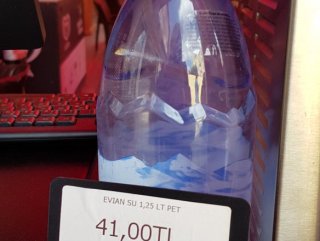 EVIAN SU 1,25 LT PET
41,00TL